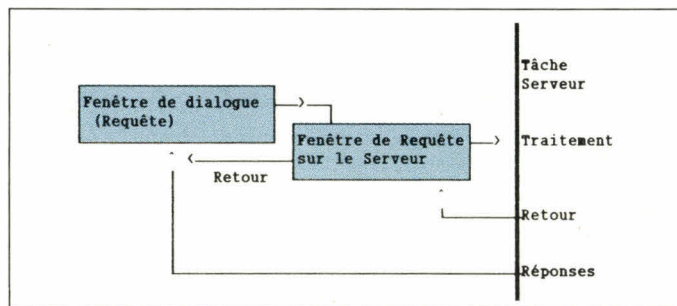 Tâche
Serveur
Fenêtre de dialogue
(Requête)
Fenêtre de Requête
sur le Serveur
Traitement
Retour
Retour
Réponses